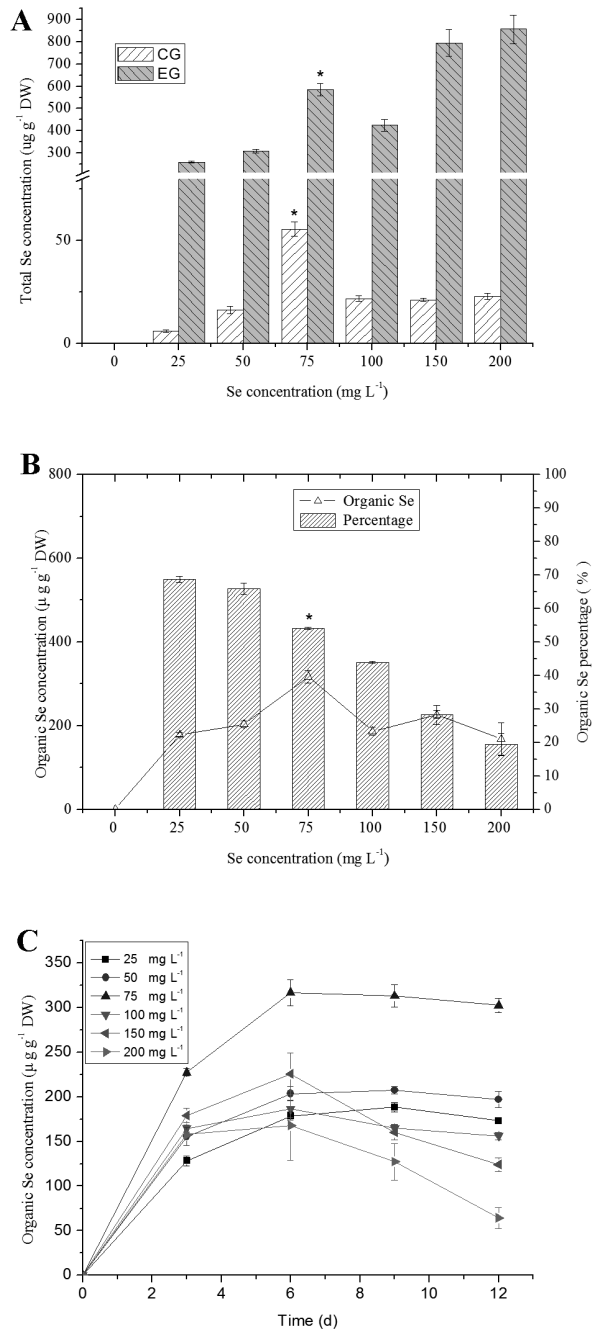 A
CG
EG
Total Se concentration (ug g-1 DW)
900
800
700
600
500
400
300
50
0
*
*
0 25 50 75 100 150 200
Se concentration (mg L-1)
B
Organic Se
Percentage
Organic Se concentration (μ g g-1 DW)
800
600
400
200
0
*
100
90
80
70
60
50
40
30
20
10
0
Organic Se percentage ( % )
0 25 50 75 100 150 200
Se concentration (mg L-1)
C
25 mg L-1
50 mg L-1
75 mg L-1
100 mg L-1
150 mg L-1
200 mg L-1
Organic Se concentration (μ g g-1 DW)
350
300
250
200
150
100
50
0
0 2 4 6 8 10 12
Time (d)